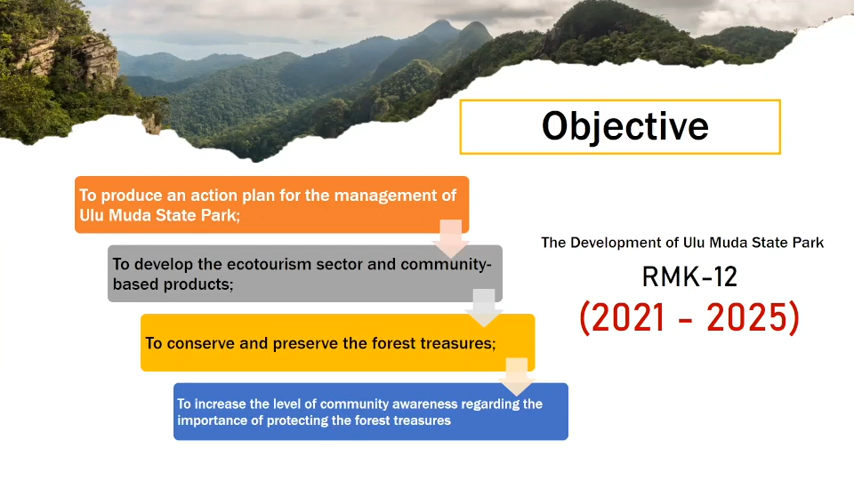 Objective
To produce an action plan for the management of
Ulu Muda State Park;
To develop the ecotourism sector and community-
based products;
To conserve and preserve the forest treasures;
To increase the level of community awareness regarding the
importance of protecting the forest treasures
The Development of Ulu Muda State Park
RMK-12
(2021 - 2025)